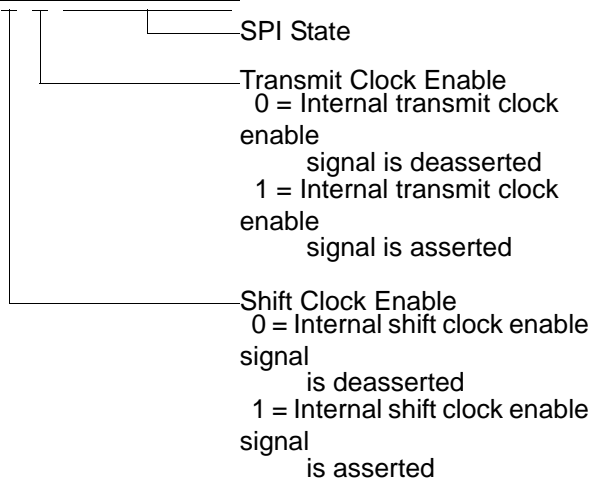 SPI State
Transmit Clock Enable
0 = Internal transmit clock
enable
signal is deasserted
1 = Internal transmit clock
enable
signal is asserted
Shift Clock Enable
0 = Internal shift clock enable
signal
is deasserted
1 = Internal shift clock enable
signal
is asserted